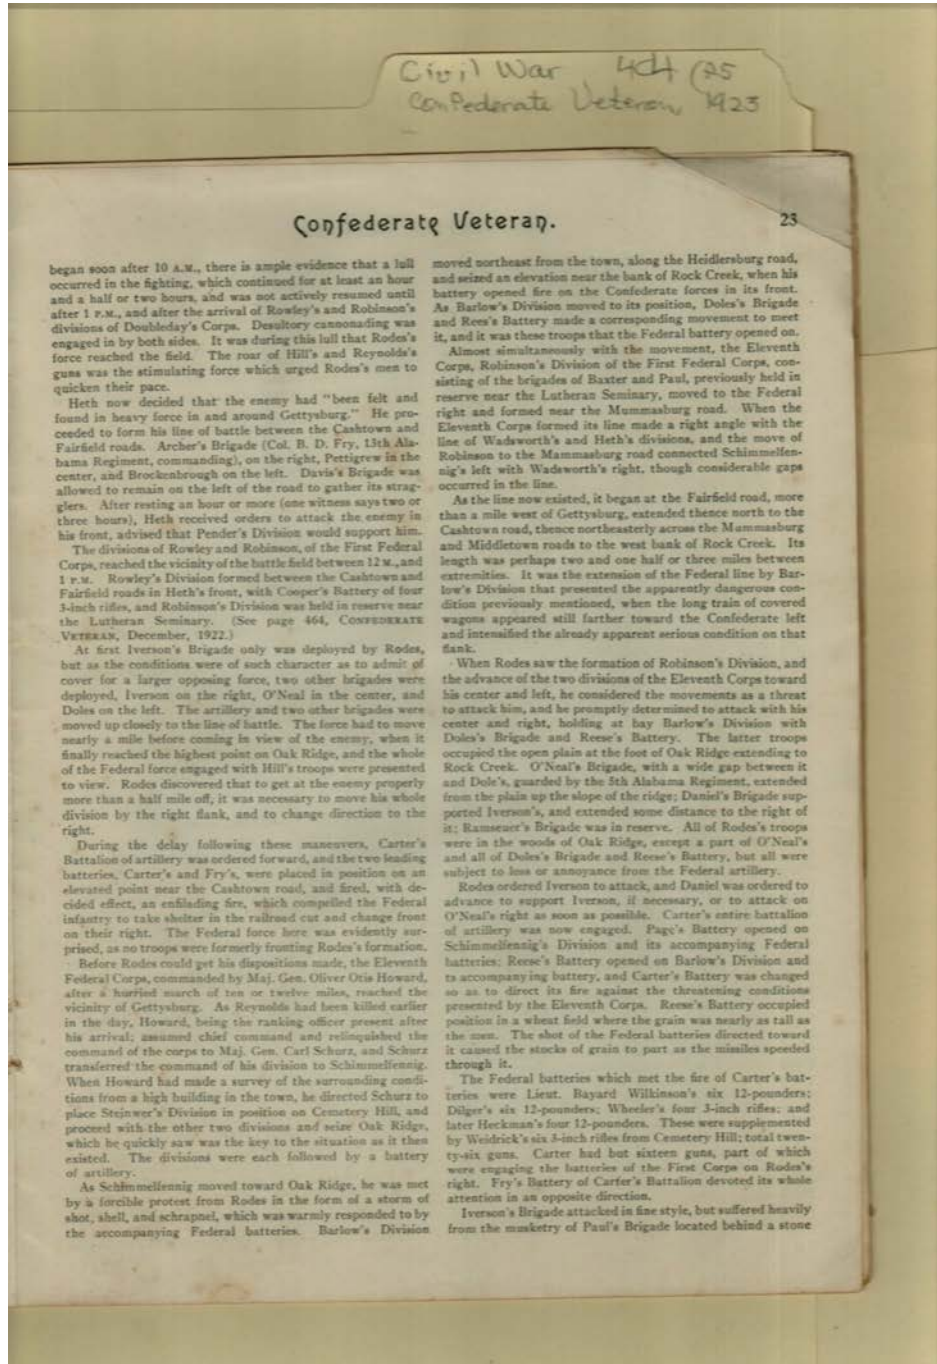 Civil War 404 (25
Confederate Veteran, 1923
Confederate Veteran.
23
began soon after 10 A.M., there is ample evidence that a lull
occurred in the fighting, which continued for at least an hour
and a half or two hours, and was not actively resumed until
after 1 P.M., and after the arrival of Rowley's and Robinson's
divisions of Doubleday's Corps. Desultory cannonading was
engaged in by both sides. It was during this lull that Rodes's
force reached the field. The roar of Hill's and Reynolds's
guns was the stimulating force which urged Rodes's men to
quicken their pace.
Heth now decided that the enemy had "been felt and
found in heavy force in and around Gettysburg." He pro-
ceeded to form his line of battle between the Cashtown and
Fairfield roads. Archer's Brigade (Col. B. D. Fry, 13th Ala-
bama Regiment, commanding), on the right, Pettigrew in the
center, and Brockenbrough on the left. Davis's Brigade was
allowed to remain on the left of the road to gather its strag-
glers. After resting an hour or more (one witness says two or
three hours), Heth received orders to attack the enemy in
his front, advised that Pender's Division would support him.
The divisions of Rowley and Robinson, of the First Federal
Corps, reached the vicinity of the battle field between 12 M., and
1 P.M. Rowley's Division formed between the Cashtown and
Fairfield roads in Heth's front, with Cooper's Battery of four
3-inch rifles, and Robinson's Division was held in reserve near
the Lutheran Seminary. (See page 464, CONFEDERATE
VETERAN, December, 1922.)
At first Iverson's Brigade only was deployed by Rodes,
but as the conditions were of such character as to admit of
cover for a larger opposing force, two other brigades were
deployed, Iverson on the right, O'Neal in the center, and
Doles on the left. The artillery and two other brigades were
moved up closely to the line of battle. The force had to move
nearly a mile before coming in view of the enemy, when it
finally reached the highest point on Oak Ridge, and the whole
of the Federal force engaged with Hill's troops were presented
to view. Rodes discovered that to get at the enemy properly
more than a half mile off, it was necessary to move his whole
division by the right flank, and to change direction to the
right.
During the delay following these maneuvers, Carter's
Battalion of artillery was ordered forward, and the two leading
batteries, Carter's and Fry's, were placed in position on an
elevated point near the Cashtown road, and fired, with de-
cided effect, an enfilading fire, which compelled the Federal
infantry to take shelter in the railroad cut and change front
on their right. The Federal force here was evidently sur-
prised, as no troops were formerly fronting Rodes's formation.
Before Rodes could get his dispositions made, the Eleventh
Federal Corps, commanded by Maj. Gen. Oliver Otis Howard,
after a hurried march of ten or twelve miles, reached the
vicinity of Gettysburg. As Reynolds had been killed earlier
in the day, Howard, being the ranking officer present after
his arrival; assumed chief command and relinquished the
command of the corps to Maj. Gen. Carl Schurz, and Schurz
transferred the command of his division to Schimmelfennig.
When Howard had made a survey of the surrounding condi-
tions from a high building in the town, he directed Schurz to
place Steinwer's Division in position on Cemetery Hill, and
proceed with the other two divisions and seize Oak Ridge,
which he quickly saw was the key to the situation as it then
existed. The divisions were each followed by a battery
of artillery.
As Schimmelfennig moved toward Oak Ridge, he was met
by a forcible protest from Rodes in the form of a storm of
shot, shell, and schrapnel, which was warmly responded to by
the accompanying Federal batteries. Barlow's Division
moved northeast from the town, along the Heidlersburg road,
and seized an elevation near the bank of Rock Creek, when his
battery opened fire on the Confederate forces in its front.
As Barlow's Division moved to its position, Doles's Brigade
and Rees's Battery made a corresponding movement to meet
it, and it was these troops that the Federal battery opened on.
Almost simultaneously with the movement, the Eleventh
Corps, Robinson's Division of the First Federal Corps, con-
sisting of the brigades of Baxter and Paul, previously held in
reserve near the Lutheran Seminary, moved to the Federal
right and formed near the Mummasburg road. When the
Eleventh Corps formed its line made a right angle with the
line of Wadsworth's and Heth's divisions, and the move of
Robinson to the Mammasburg road connected Schimmelfen-
nig's left with Wadsworth's right, though considerable gaps
occurred in the line.
As the line now existed, it began at the Fairfield road, more
than a mile west of Gettysburg, extended thence north to the
Cashtown road, thence northeasterly across the Mummasburg
and Middletown roads to the west bank of Rock Creek. Its
length was perhaps two and one half or three miles between
extremities. It was the extension of the Federal line by Bar-
low's Division that presented the apparently dangerous con-
dition previously mentioned, when the long train of covered
wagons appeared still farther toward the Confederate left
and intensified the already apparent serious condition on that
flank.
When Rodes saw the formation of Robinson's Division, and
the advance of the two divisions of the Eleventh Corps toward
his center and left, he considered the movements as a threat
to attack him, and he promptly determined to attack with his
center and right, holding at bay Barlow's Division with
Doles's Brigade and Reese's Battery. The latter troops
occupied the open plain at the foot of Oak Ridge extending to
Rock Creek. O'Neal's Brigade, with a wide gap between it
and Dole's, guarded by the 5th Alabama Regiment, extended
from the plain up the slope of the ridge; Daniel's Brigade sup-
ported Iverson's, and extended some distance to the right of
it; Ramseuer's Brigade was in reserve. All of Rodes's troops
were in the woods of Oak Ridge, except a part of O'Neal's
and all of Doles's Brigade and Reese's Battery, but all were
subject to loss or annoyance from the Federal artillery.
Rodes ordered Iverson to attack, and Daniel was ordered to
advance to support Iverson, if necessary, or to attack on
O'Neal's right as soon as possible. Carter's entire battalion
of artillery was now engaged. Page's Battery opened on
Schimmelfennig's Division and its accompanying Federal
batteries; Reese's Battery opened on Barlow's Division and
ts accompanying battery, and Carter's Battery was changed
so as to direct its fire against the threatening conditions
presented by the Eleventh Corps. Reese's Battery occupied
position in a wheat field where the grain was nearly as tall as
the men. The shot of the Federal batteries directed toward
it caused the stocks of grain to part as the missiles speeded
through it.
The Federal batteries which met the fire of Carter's bat-
teries were Lieut. Bayard Wilkinson's six 12-pounders;
Dilger's six 12-pounders; Wheeler's four 3-inch rifles; and
later Heckman's four 12-pounders. These were supplemented
by Weidrick's six 3-inch rifles from Cemetery Hill; total twen-
ty-six guns. Carter had but sixteen guns, part of which
were engaging the batteries of the First Corps on Rodes's
right. Fry's Battery of Carter's Battalion devoted its whole
attention in an opposite direction.
Iverson's Brigade attacked in fine style, but suffered heavily
from the musketry of Paul's Brigade located behind a stone